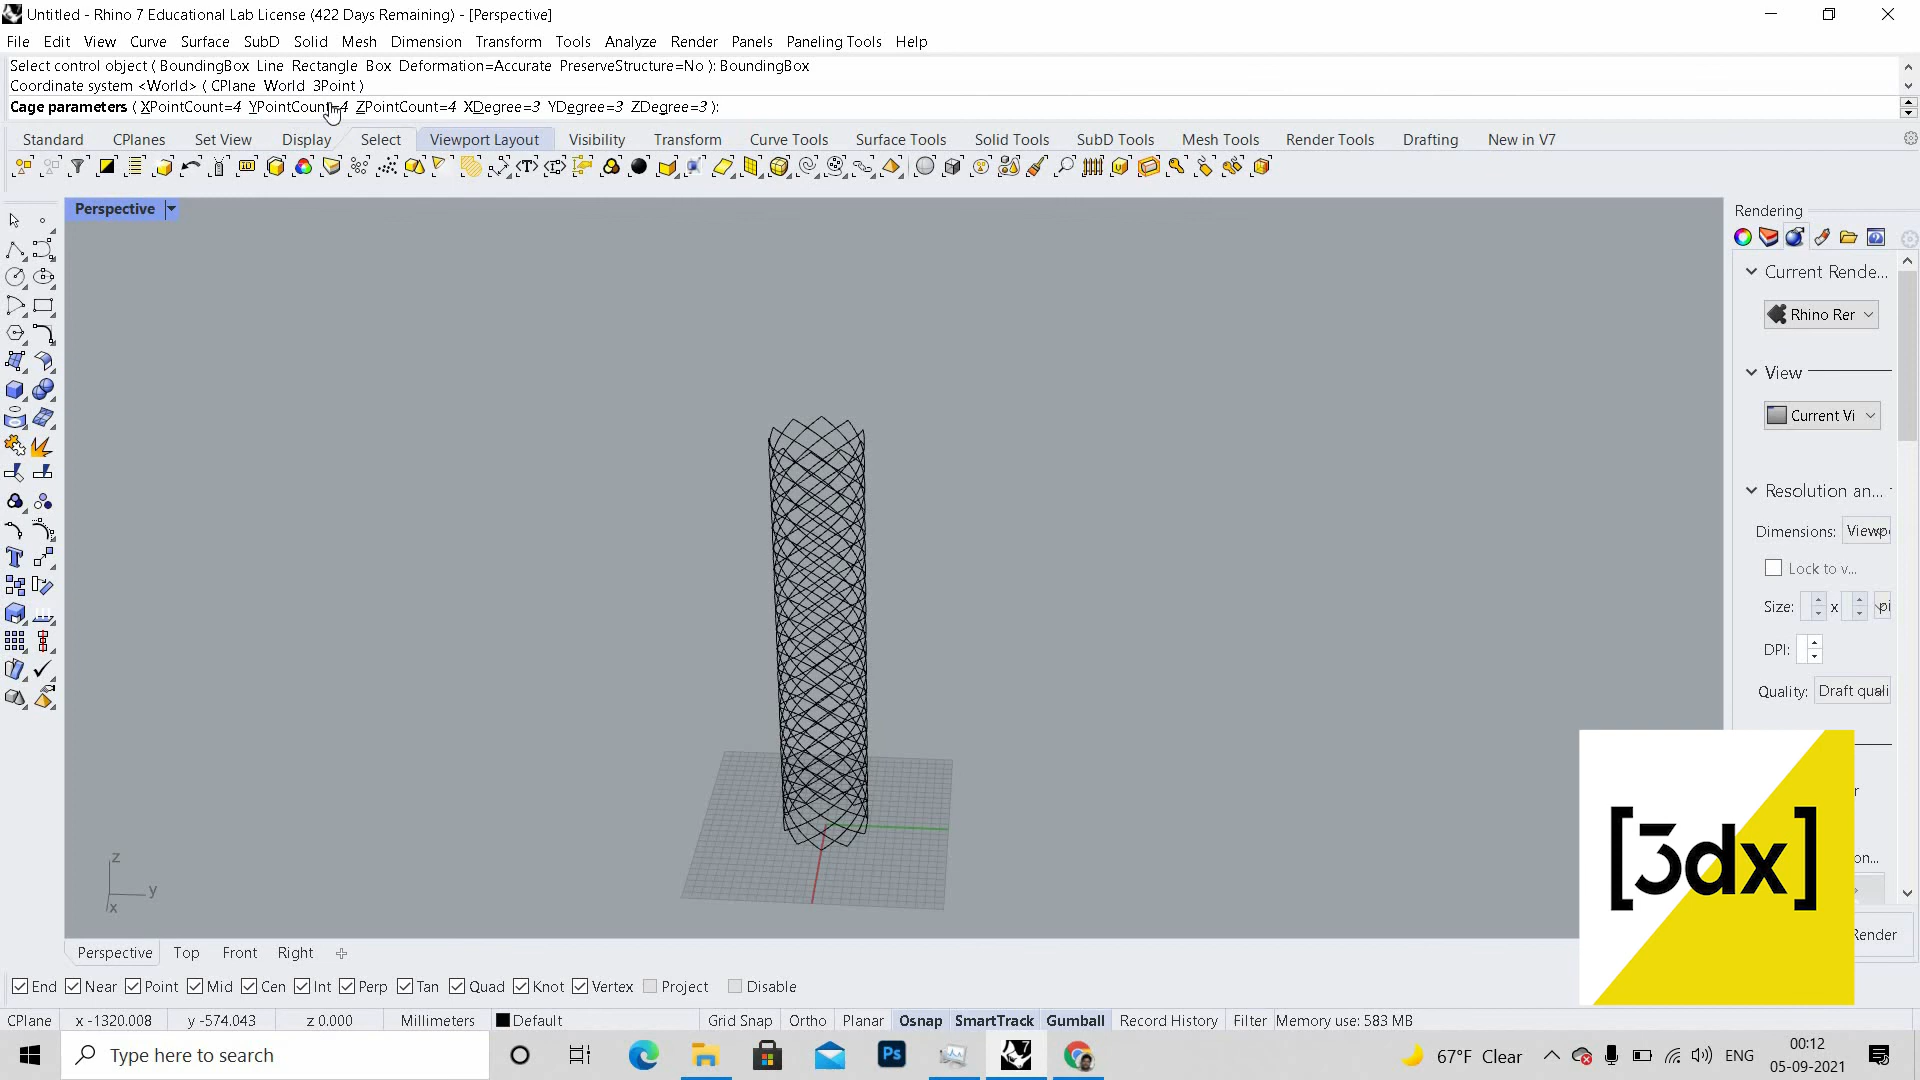 Untitled - Rhino 7 Educational Lab License (422 Days Remaining) - [Perspective]
File Edit View Curve Surface SubD Solid Mesh Dimension Transform Tools Analyze Render Panels Paneling Tools Help
Select control object ( BoundingBox Line Rectangle Box Deformation=Accurate PreserveStructure=No ): BoundingBox
Coordinate system <World> ( CPlane World 3Point )
Cage parameters ( XPointCount=4 YPointCount=4 ZPointCount=4 XDegree=3 YDegree=3 ZDegree=3 ):
Standard CPlanes Set View Display Select Viewport Layout Visibility Transform Curve Tools Surface Tools Solid Tools SubD Tools Mesh Tools Render Tools Drafting New in V7
Perspective
Rendering
Current Rende...
Rhino Rer
View
Current Vi
Resolution an...
Dimensions: Viewpo
Lock to v...
Size: x pi
DPI:
Quality: Draft quali
[3dx]
on...
Render
z
y
x
Perspective Top Front Right
End Near Point Mid Cen Int Perp Tan Quad Knot Vertex Project Disable
CPlane x -1320.008 y -574.043 z 0.000 Millimeters Default Grid Snap Ortho Planar Osnap SmartTrack Gumball Record History Filter Memory use: 583 MB
Type here to search
Ps
7
67°F Clear
ENG
00:12
05-09-2021